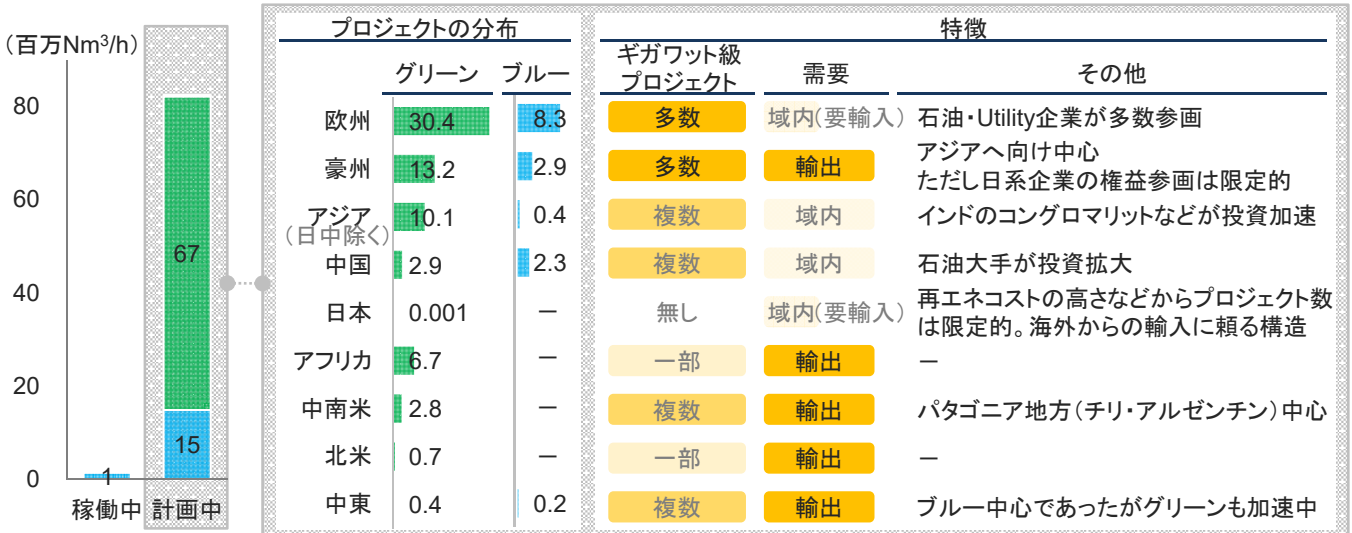 （百万Nm³/h）
80
60
40
20
0
67
15
1
稼働中
計画中
プロジェクトの分布
特徴
グリーン
ブルー
ギガワット級
プロジェクト
需要
その他
欧州 30.4 8.3 多数 域内(要輸入) 石油・Utility企業が多数参画
豪州 13.2 2.9 多数 輸出 アジアへ向け中心
ただし日系企業の権益参画は限定的
アジア 10.1 0.4 複数 域内 インドのコングロマリットなどが投資加速
（日中除く）
中国 2.9 2.3 複数 域内 石油大手が投資拡大
日本 0.001 － 無し 域内(要輸入) 再エネコストの高さなどからプロジェクト数
は限定的。海外からの輸入に頼る構造
アフリカ 6.7 － 一部 輸出 －
中南米 2.8 － 複数 輸出 パタゴニア地方（チリ・アルゼンチン）中心
北米 0.7 － 一部 輸出 －
中東 0.4 0.2 複数 輸出 ブルー中心であったがグリーンも加速中